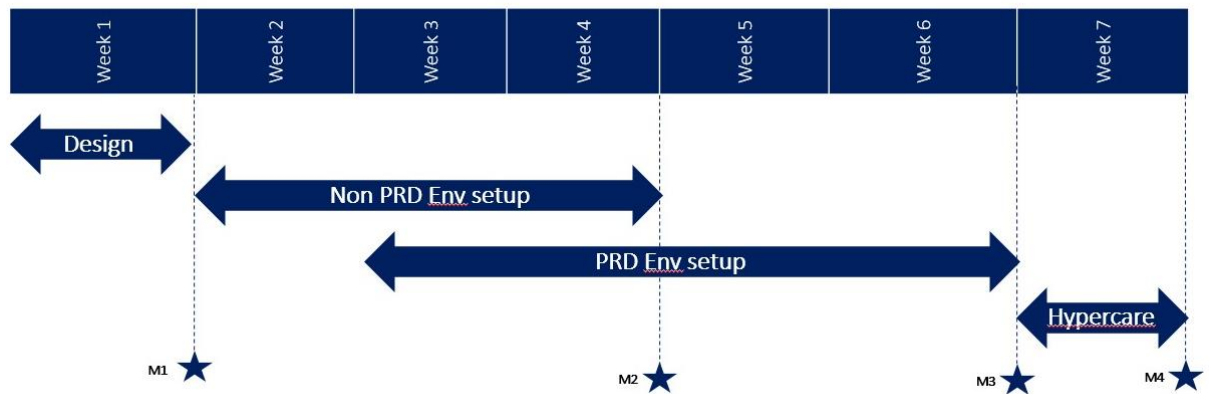 Week 1
Week 2
Week 3
Week 4
Week 5
Week 6
Week 7
Design
Non PRD Env setup
PRD Env setup
Hypercare
M1
M2
M3
M4